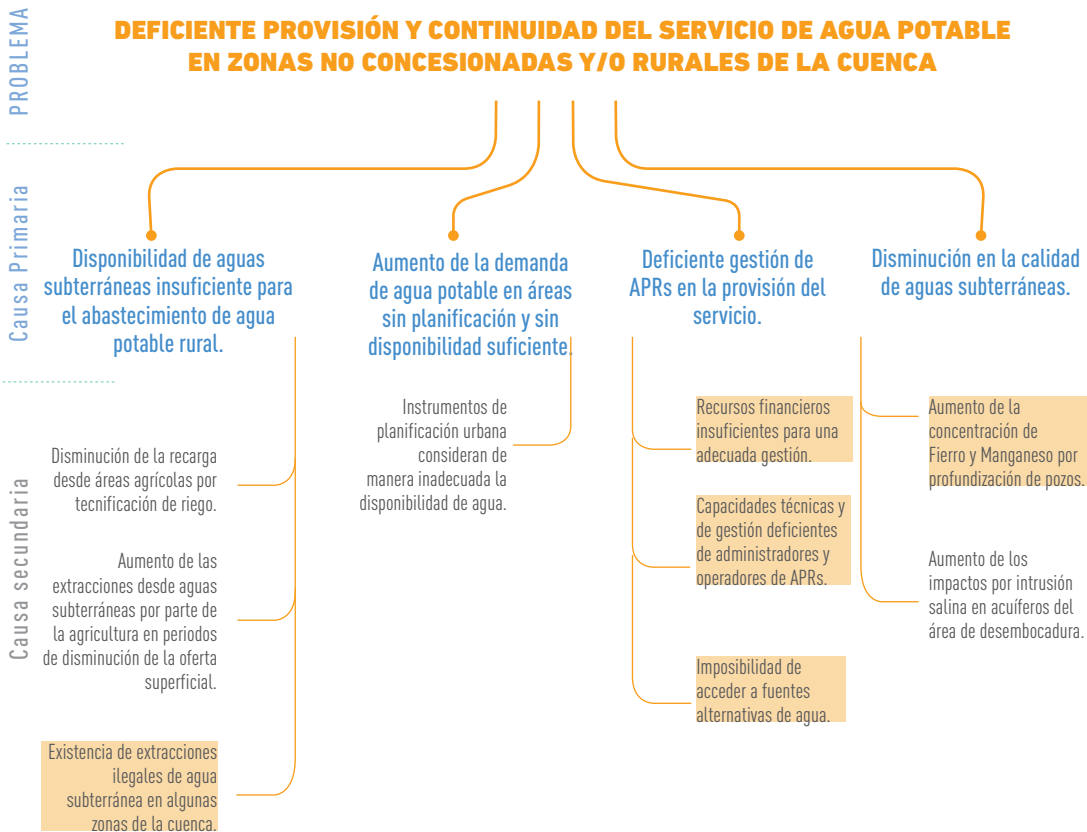 PROBLEMA
DEFICIENTE PROVISIÓN Y CONTINUIDAD DEL SERVICIO DE AGUA POTABLE
EN ZONAS NO CONCESIONADAS Y/O RURALES DE LA CUENCA
Causa Primaria
Disponibilidad de aguas
subterráneas insuficiente para
el abastecimiento de agua
potable rural.
Aumento de la demanda
de agua potable en áreas
sin planificación y sin
disponibilidad suficiente.
Deficiente gestión de
APRs en la provisión del
servicio.
Disminución en la calidad
de aguas subterráneas.
Causa secundaria
Disminución de la recarga
desde áreas agrícolas por
tecnificación de riego.
Aumento de las
extracciones desde aguas
subterráneas por parte de
la agricultura en periodos
de disminución de la oferta
superficial.
Existencia de extracciones
ilegales de agua
subterránea en algunas
zonas de la cuenca.
Instrumentos de
planificación urbana
consideran de
manera inadecuada la
disponibilidad de agua.
Recursos financieros
insuficientes para una
adecuada gestión.
Capacidades técnicas y
de gestión deficientes
de administradores y
operadores de APRs.
Imposibilidad de
acceder a fuentes
alternativas de agua.
Aumento de la
concentración de
Fierro y Manganeso por
profundización de pozos.
Aumento de los
impactos por intrusión
salina en acuíferos del
área de desembocadura.